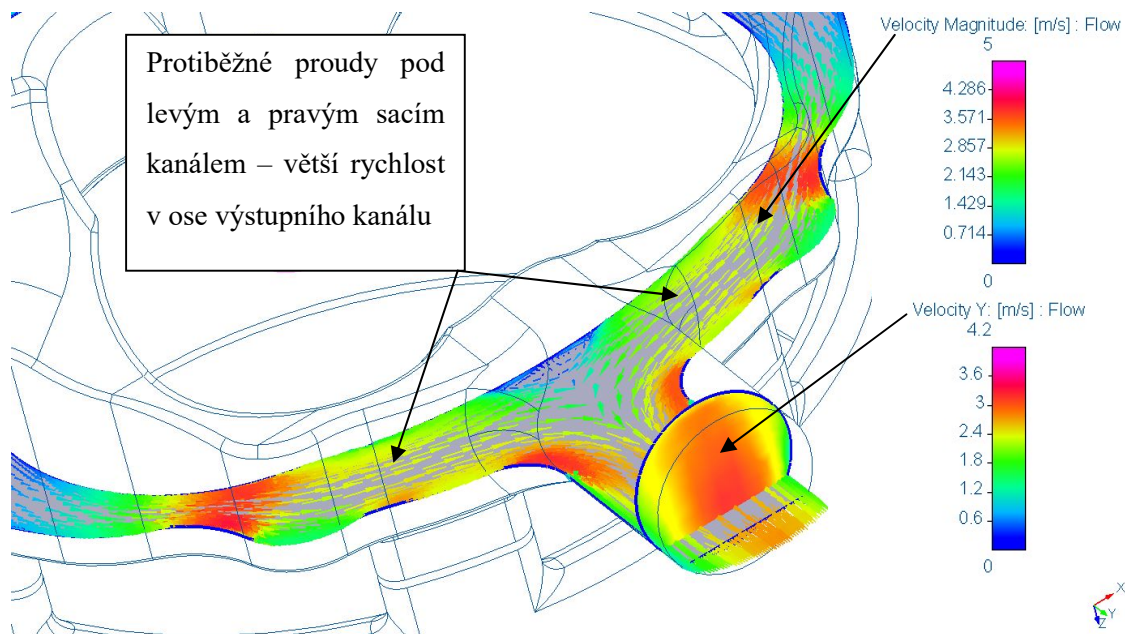 Protiběžné proudy pod
levým a pravým sacím
kanálem – větší rychlost
v ose výstupního kanálu
Velocity Magnitude: [m/s] : Flow
5
4.286
3.571
2.857
2.143
1.429
0.714
0
Velocity Y: [m/s] : Flow
4.2
3.6
3
2.4
1.8
1.2
0.6
0
X
Y
Z